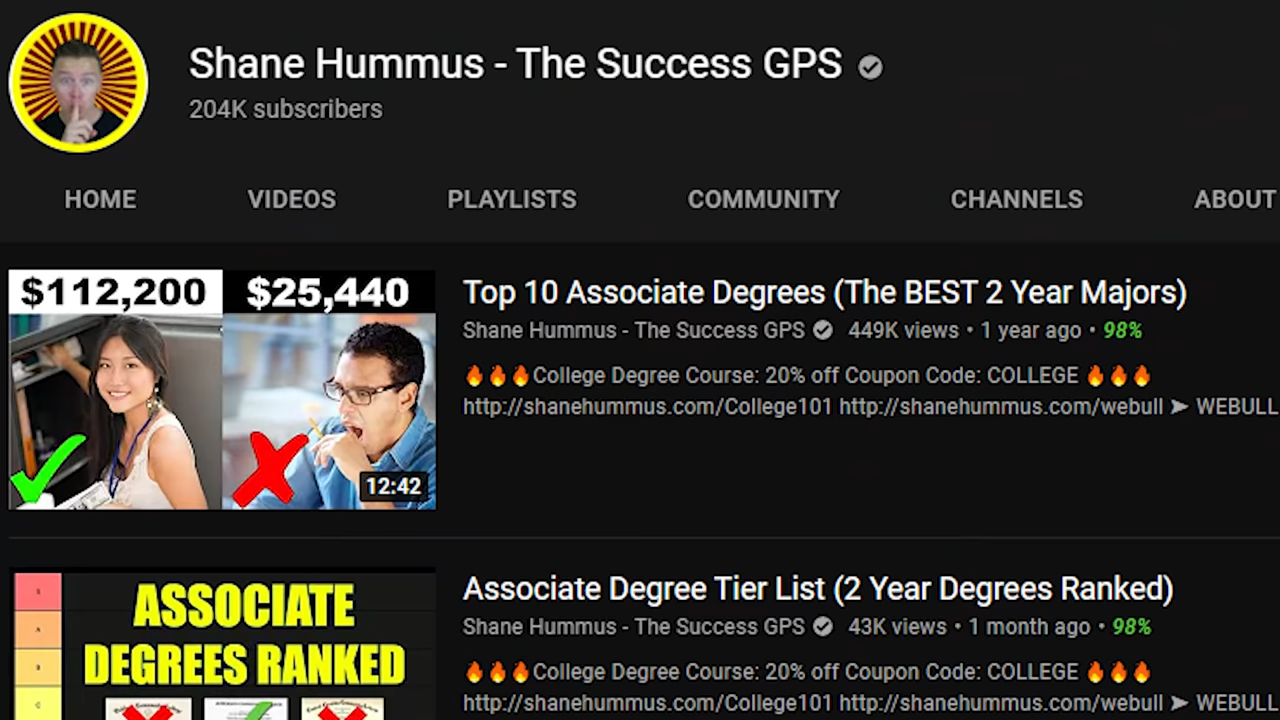 Shane Hummus - The Success GPS
204K subscribers
HOME VIDEOS PLAYLISTS COMMUNITY CHANNELS ABOUT
$112,200 $25,440
12:42
Top 10 Associate Degrees (The BEST 2 Year Majors)
Shane Hummus - The Success GPS 449K views • 1 year ago • 98%
🔥🔥🔥College Degree Course: 20% off Coupon Code: COLLEGE 🔥🔥🔥
http://shanehummus.com/College101 http://shanehummus.com/webull ➤ WEBULL
ASSOCIATE
DEGREES RANKED
Associate Degree Tier List (2 Year Degrees Ranked)
Shane Hummus - The Success GPS 43K views • 1 month ago • 98%
🔥🔥🔥College Degree Course: 20% off Coupon Code: COLLEGE 🔥🔥🔥
http://shanehummus.com/College101 http://shanehummus.com/webull ➤ WEBULL